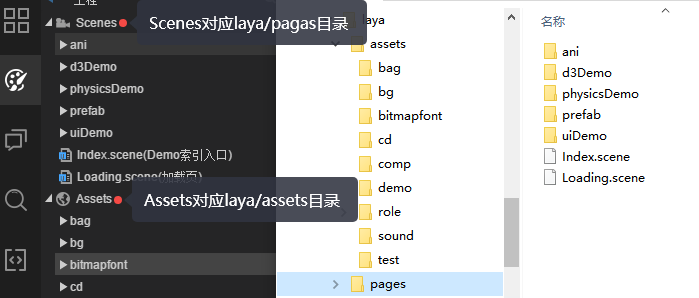 工程
Scenes
Scenes对应laya/pagas目录
ani
d3Demo
physicsDemo
prefab
uiDemo
Index.scene(Demo索引入口)
Loading.scene(加载页)
Assets
Assets对应laya/assets目录
bag
bg
bitmapfont
cd
laya
assets
bag
bg
bitmapfont
cd
comp
demo
role
sound
test
pages
名称
ani
d3Demo
physicsDemo
prefab
uiDemo
Index.scene
Loading.scene